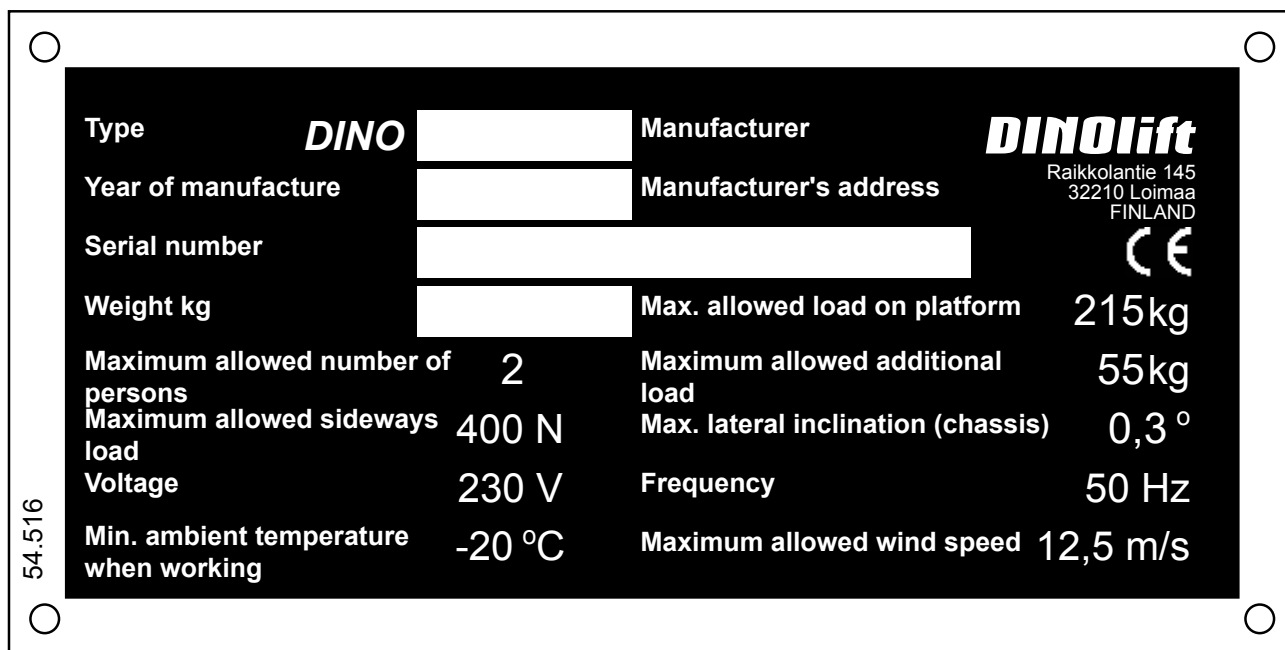 Type DINO Manufacturer DINOlift
Raikkolantie 145
32210 Loimaa
FINLAND
Year of manufacture Manufacturer's address
Serial number CE
Weight kg Max. allowed load on platform 215kg
Maximum allowed number of
persons
2
Maximum allowed additional
load
55kg
Maximum allowed sideways
load
400 N
Max. lateral inclination (chassis) 0,3 º
Voltage 230 V Frequency 50 Hz
Min. ambient temperature
when working
-20 ºC
Maximum allowed wind speed 12,5 m/s
54.516